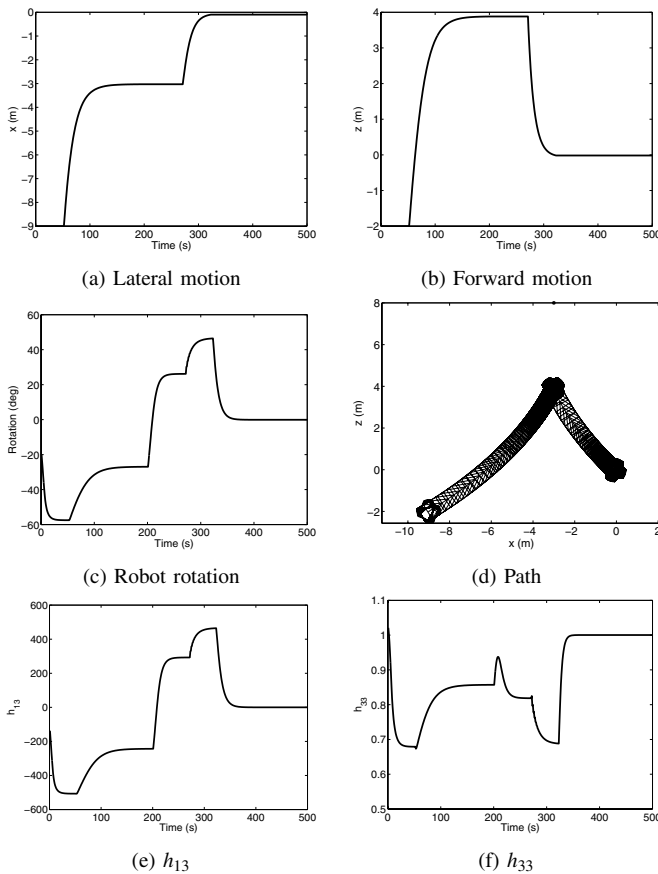 0
−1
−2
−3
−4
−5
−6
−7
−8
−9
x (m)
0 100 200 300 400 500
Time (s)
(a) Lateral motion
4
3
2
1
0
−1
−2
z (m)
0 100 200 300 400 500
Time (s)
(b) Forward motion
60
40
20
0
−20
−40
−60
Rotation (deg)
0 100 200 300 400 500
Time (s)
(c) Robot rotation
8
6
4
2
0
−2
z (m)
−10 −8 −6 −4 −2 0 2
x (m)
(d) Path
600
400
200
0
−200
−400
−600
h13
0 100 200 300 400 500
Time (s)
(e) h13
1.1
1
0.9
0.8
0.7
0.6
0.5
h33
0 100 200 300 400 500
Time (s)
(f) h33